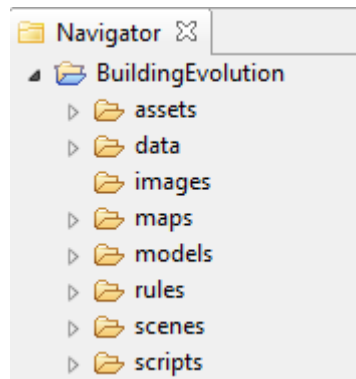 Navigator
BuildingEvolution
assets
data
images
maps
models
rules
scenes
scripts